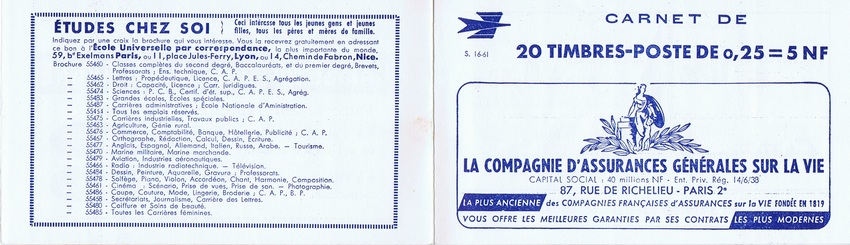 ÉTUDES CHEZ SOI
Ceci intéresse tous les jeunes gens et jeunes
filles, tous les pères et mères de famille.
Indiquez par une croix la brochure qui vous intéresse. Vous la recevrez gratuitement en adressant
ce bon à l'École Universelle par correspondance, la plus importante du monde,
59, bd Exelmans Paris, ou 11, place Jules-Ferry, Lyon, ou 14, Chemin de Fabron, Nice.
Brochure 55460 - Classes complètes du second degré, Baccalauréats, et du premier degré, Brevets,
Professorats ; Ens. technique, C. A. P.
— 55465 - Lettres : Propédeutique, Licence, C. A. P. E. S., Agrégation.
— 55462 - Droit : Capacité, Licence ; Carr. juridiques.
— 55474 - Sciences : P. C. B., Certif. d'ét. sup., C. A. P. E. S., Agrég.
— 55483 - Grandes écoles, Écoles spéciales.
— 55487 - Carrières administratives ; École Nationale d'Aministration.
— - Tous les emplois réservés.
— 55475 - Carrières industrielles, Travaux publics ; C. A. P.
— 55463 - Agriculture, Génie rural.
— 55476 - Commerce, Comptabilité, Banque, Hôtellerie, Publicité ; C. A. P.
— 55457 - Orthographe, Rédaction, Calcul, Dessin, Écriture.
— 55477 - Anglais, Espagnol, Allemand, Italien, Russe, Arabe. — Tourisme.
— 55470 - Marine militaire, Marine marchande.
— 55479 - Aviation, Industries aéronautiques.
— 55466 - Radio : Industrie radiotechnique. — Télévision.
— 55484 - Dessin, Peinture, Aquarelle, Gravure ; Professorats.
— 55478 - Solfège, Piano, Violon, Accordéon, Chant, Harmonie, Composition.
— 55461 - Cinéma : Scénario, Prise de vues, Prise de son. — Photographie.
— 55456 - Coupe, Couture, Mode, Lingerie, Broderie ; C. A. P., B. P.
— 55458 - Secrétariats, Journalisme, Carrière des Lettres.
— 55480 - Coiffure et Soins de beauté.
— 55485 - Toutes les Carrières féminines.
CARNET DE
S. 16-61
20 TIMBRES-POSTE DE 0,25 = 5 NF
LA COMPAGNIE D'ASSURANCES GÉNÉRALES SUR LA VIE
CAPITAL SOCIAL : 40 millions NF - Ent. Priv. Rég. 14/6/38
87, RUE DE RICHELIEU - PARIS 2e
LA PLUS ANCIENNE des COMPAGNIES FRANÇAISES D'ASSURANCES sur la VIE FONDÉE EN 1819
VOUS OFFRE LES MEILLEURES GARANTIES PAR SES CONTRATS LES PLUS MODERNES